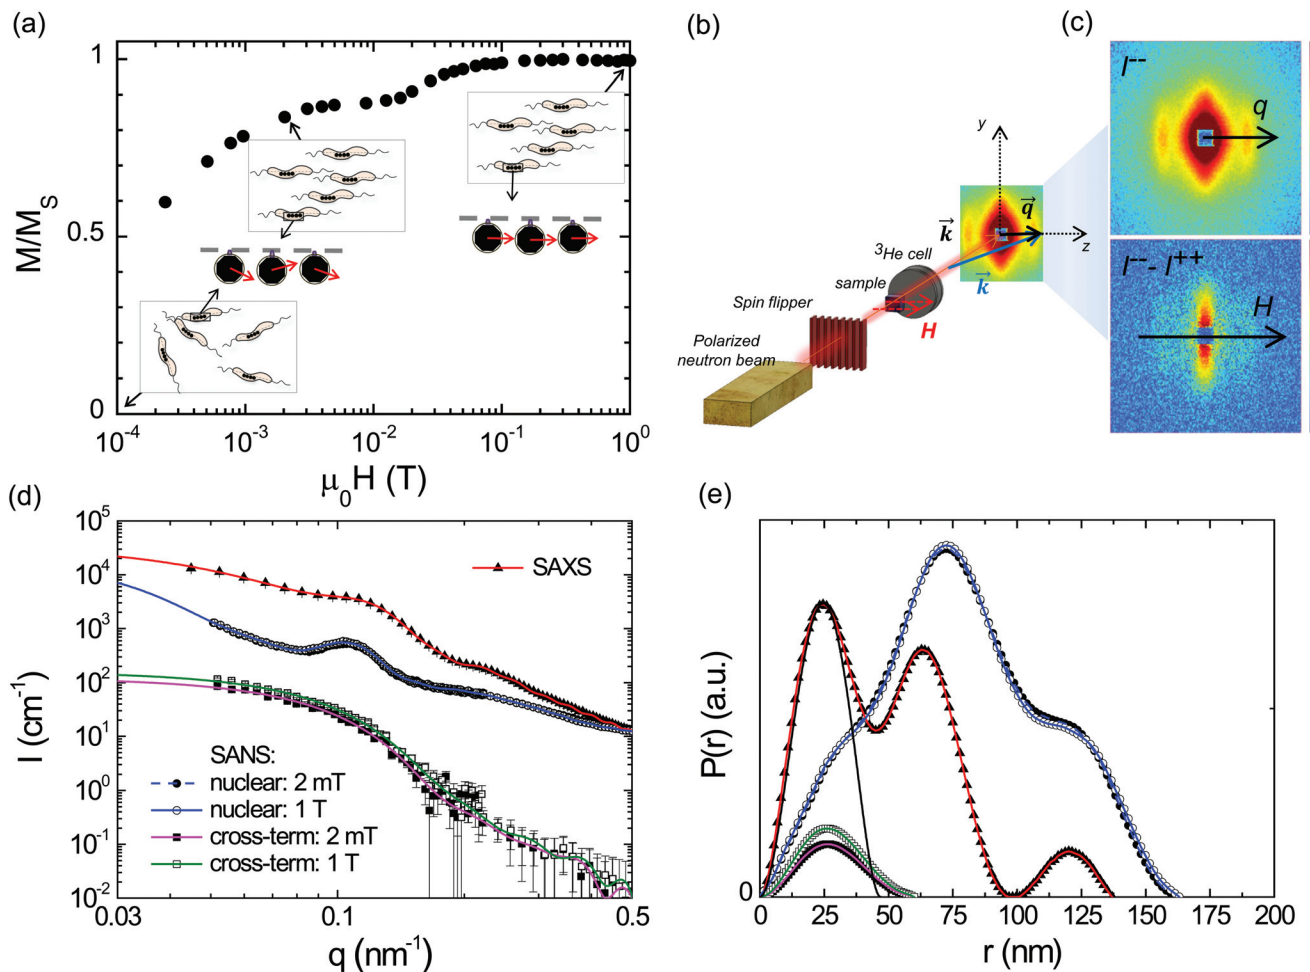 (a)
1
0.5
0
M/M_S
10^-4
10^-3
10^-2
10^-1
10^0
μ_0H (T)
(b)
y
z
k
q
k
^3He cell
sample
Spin flipper
H
Polarized
neutron beam
(c)
I^--
q
I^-- - I^++
H
(d)
10^5
10^4
10^3
10^2
10^1
10^0
10^-1
10^-2
I (cm^-1)
SAXS
SANS:
nuclear: 2 mT
nuclear: 1 T
cross-term: 2 mT
cross-term: 1 T
0.03
0.1
0.5
q (nm^-1)
(e)
P(r) (a.u.)
0
0
25
50
75
100
125
150
175
200
r (nm)